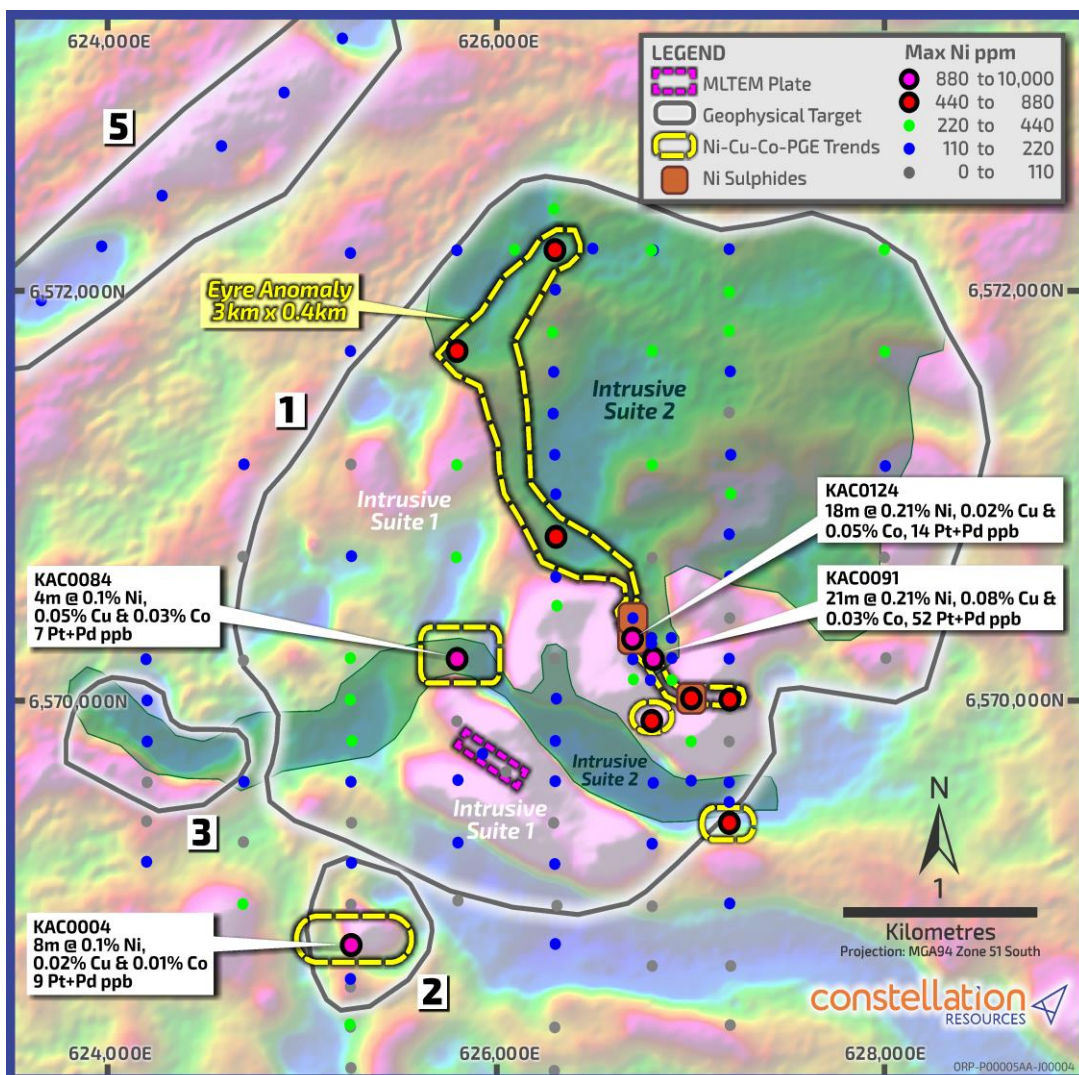 624,000E
626,000E
LEGEND
MLTEM Plate
Geophysical Target
Ni-Cu-Co-PGE Trends
Ni Sulphides
Max Ni ppm
880 to 10,000
440 to 880
220 to 440
110 to 220
0 to 110
5
6,572,000N
6,572,000N
Eyre Anomaly
3km x 0.4km
1
Intrusive
Suite 2
Intrusive
Suite 1
KAC0124
18m @ 0.21% Ni, 0.02% Cu &
0.05% Co, 14 Pt+Pd ppb
KAC0084
4m @ 0.1% Ni,
0.05% Cu & 0.03% Co
7 Pt+Pd ppb
KAC0091
21m @ 0.21% Ni, 0.08% Cu &
0.03% Co, 52 Pt+Pd ppb
6,570,000N
6,570,000N
Intrusive
Suite 2
Intrusive
Suite 1
3
N
1
Kilometres
Projection: MGA94 Zone 51 South
KAC0004
8m @ 0.1% Ni,
0.02% Cu & 0.01% Co
9 Pt+Pd ppb
2
constellation
RESOURCES
624,000E
626,000E
628,000E
ORP-P00005AA-J00004